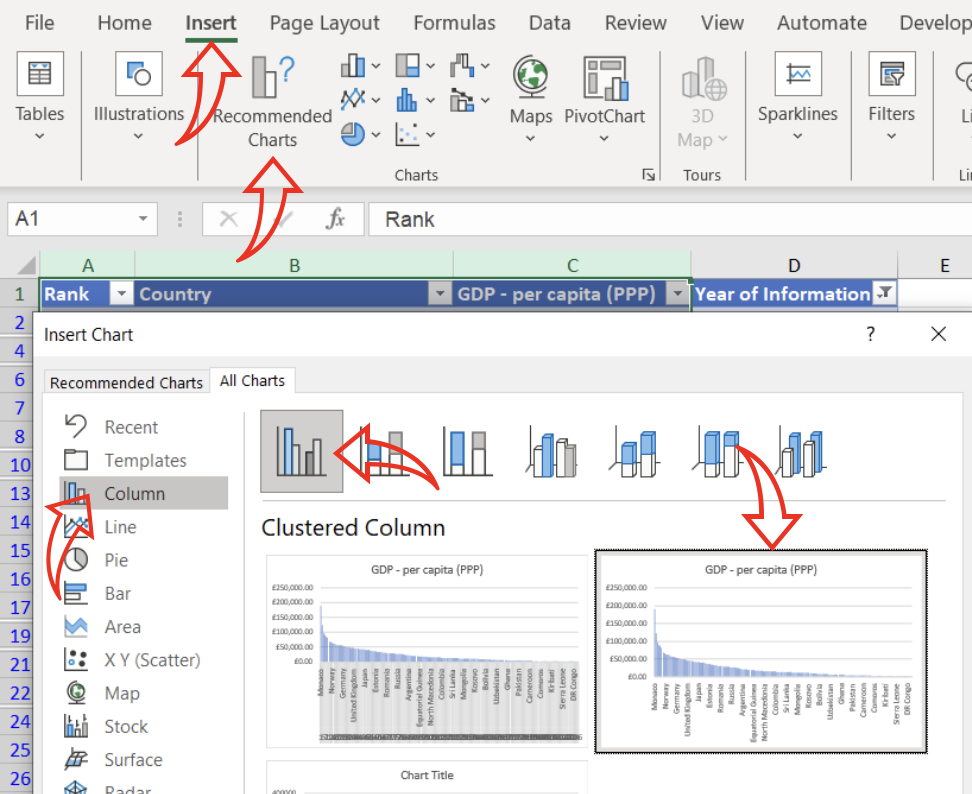 File Home Insert Page Layout Formulas Data Review View Automate Develop
Tables Illustrations Recommended Charts Maps PivotChart 3D Map Sparklines Filters Li
Charts Tours Li
A1 fx Rank
A B C D E
1 Rank Country GDP - per capita (PPP) Year of Information
2
Insert Chart ?
4
Recommended Charts All Charts
6
7 Recent
8
Templates
10
13 Column
14 Line
Clustered Column
15 Pie
16 Bar
17
19 Area
21 X Y (Scatter)
22 Map
24 Stock
25 Surface
26 Radar
GDP - per capita (PPP)
£250,000.00
£200,000.00
£150,000.00
£100,000.00
£50,000.00
£0.00
Monaco Norway Germany United Kingdom Japan Estonia Romania Russia Argentina Equatorial Guinea North Macedonia Colombia Sri Lanka Mongolia Kosovo Bolivia Uzbekistan Ghana Pakistan Cameroon Comoros Kiribati Sierra Leone DR Congo
GDP - per capita (PPP)
£250,000.00
£200,000.00
£150,000.00
£100,000.00
£50,000.00
£0.00
Monaco Norway Germany United Kingdom Japan Estonia Romania Russia Argentina Equatorial Guinea North Macedonia Colombia Sri Lanka Mongolia Kosovo Bolivia Uzbekistan Ghana Pakistan Cameroon Comoros Kiribati Sierra Leone DR Congo
Chart Title
400000